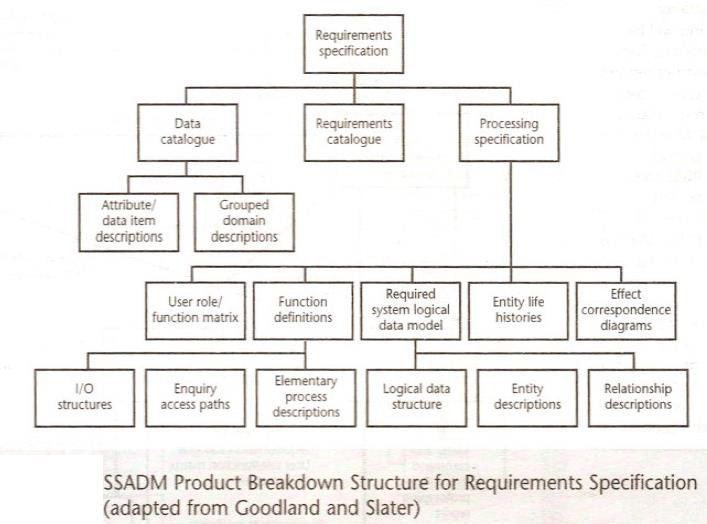 Requirements
specification
Data
catalogue
Requirements
catalogue
Processing
specification
Attribute/
data item
descriptions
Grouped
domain
descriptions
User role/
function matrix
Function
definitions
Required
system logical
data model
Entity life
histories
Effect
correspondence
diagrams
I/O
structures
Enquiry
access paths
Elementary
process
descriptions
Logical data
structure
Entity
descriptions
Relationship
descriptions
SSADM Product Breakdown Structure for Requirements Specification
(adapted from Goodland and Slater)